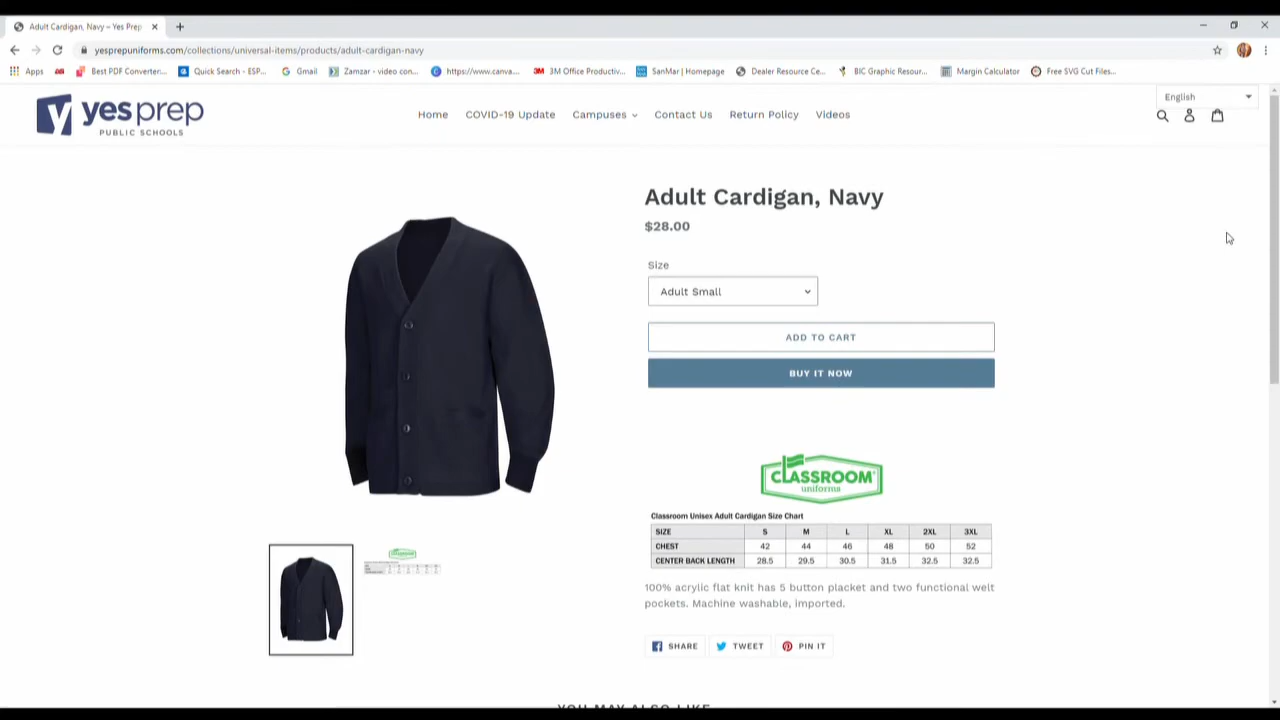 Adult Cardigan, Navy – Yes Prep
yesprepuniforms.com/collections/universal-items/products/adult-cardigan-navy
Apps
Best PDF Converter...
Quick Search - ESP...
Gmail
Zamzar - video con...
https://www.canva....
3M Office Productiv...
SanMar | Homepage
Dealer Resource Ce...
BIC Graphic Resour...
Margin Calculator
Free SVG Cut Files...
English
y yes prep
PUBLIC SCHOOLS
Home
COVID-19 Update
Campuses
Contact Us
Return Policy
Videos
Adult Cardigan, Navy
$28.00
Size
Adult Small
ADD TO CART
BUY IT NOW
CLASSROOM
uniforms
Classroom Unisex Adult Cardigan Size Chart
SIZE S M L XL 2XL 3XL
CHEST 42 44 46 48 50 52
CENTER BACK LENGTH 28.5 29.5 30.5 31.5 32.5 32.5
100% acrylic flat knit has 5 button placket and two functional welt
pockets. Machine washable, imported.
SHARE
TWEET
PIN IT
YOU MAY ALSO LIKE